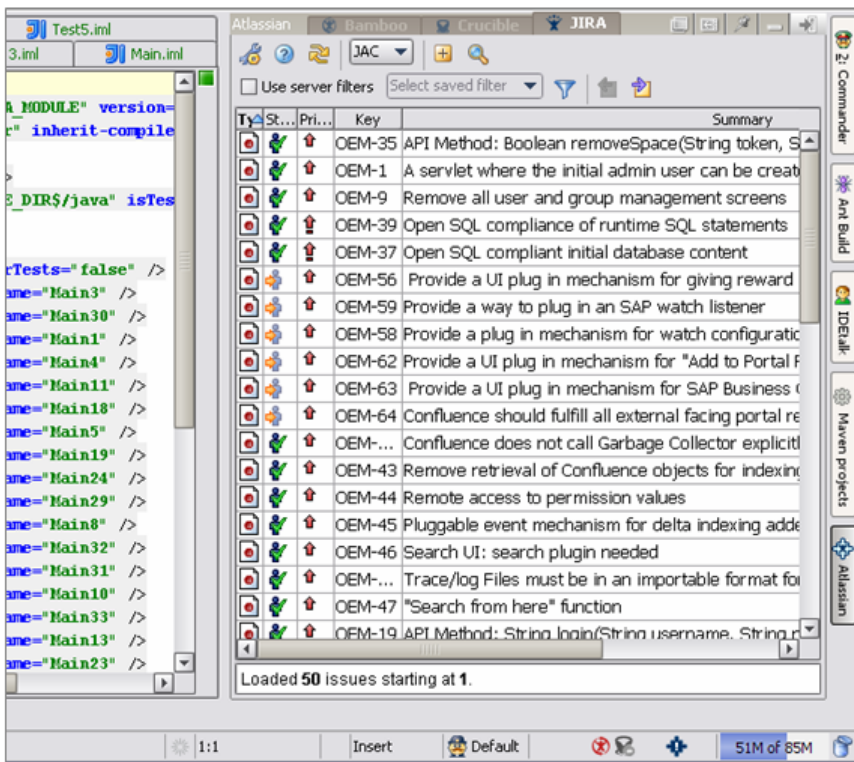 Test5.iml
3.iml
Main.iml
A_MODULE" version=
r" inherit-compile
>
E_DIR$/java" isTes
rTests="false" />
ame="Main3" />
ame="Main30" />
ame="Main1" />
ame="Main4" />
ame="Main11" />
ame="Main18" />
ame="Main5" />
ame="Main19" />
ame="Main24" />
ame="Main29" />
ame="Main8" />
ame="Main32" />
ame="Main31" />
ame="Main10" />
ame="Main33" />
ame="Main13" />
ame="Main23" />
Atlassian Bamboo Crucible JIRA
JAC
Use server filters Select saved filter
Ty St... Pri... Key Summary
OEM-35 API Method: Boolean removeSpace(String token, S
OEM-1 A servlet where the initial admin user can be creat
OEM-9 Remove all user and group management screens
OEM-39 Open SQL compliance of runtime SQL statements
OEM-37 Open SQL compliant initial database content
OEM-56 Provide a UI plug in mechanism for giving reward
OEM-59 Provide a way to plug in an SAP watch listener
OEM-58 Provide a plug in mechanism for watch configuratio
OEM-62 Provide a UI plug in mechanism for "Add to Portal F
OEM-63 Provide a UI plug in mechanism for SAP Business
OEM-64 Confluence should fulfill all external facing portal re
OEM-... Confluence does not call Garbage Collector explicitl
OEM-43 Remove retrieval of Confluence objects for indexing
OEM-44 Remote access to permission values
OEM-45 Pluggable event mechanism for delta indexing adde
OEM-46 Search UI: search plugin needed
OEM-... Trace/log Files must be in an importable format for
OEM-47 "Search from here" function
OEM-19 API Method: String login(String username, String p
Loaded 50 issues starting at 1.
2: Commander
Ant Build
IDEtalk
Maven projects
Atlassian
1:1 Insert Default 51M of 85M